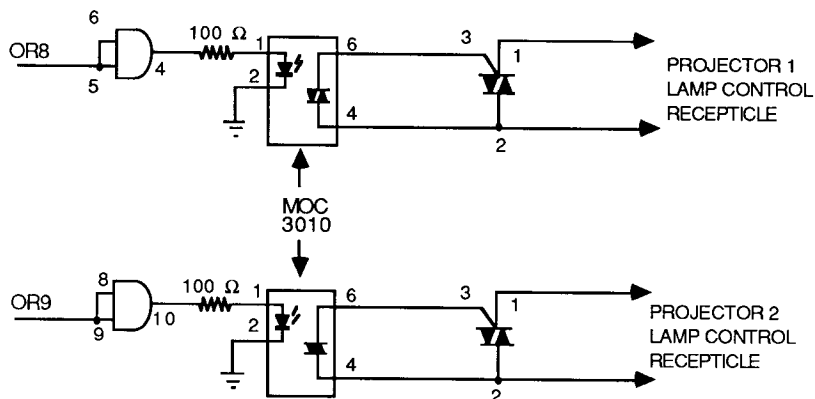 6
OR8
5
4
100 Ω
1
2
6
4
3
1
2
PROJECTOR 1
LAMP CONTROL
RECEPTICLE
MOC
3010
8
OR9
9
10
100 Ω
1
2
6
4
3
1
2
PROJECTOR 2
LAMP CONTROL
RECEPTICLE